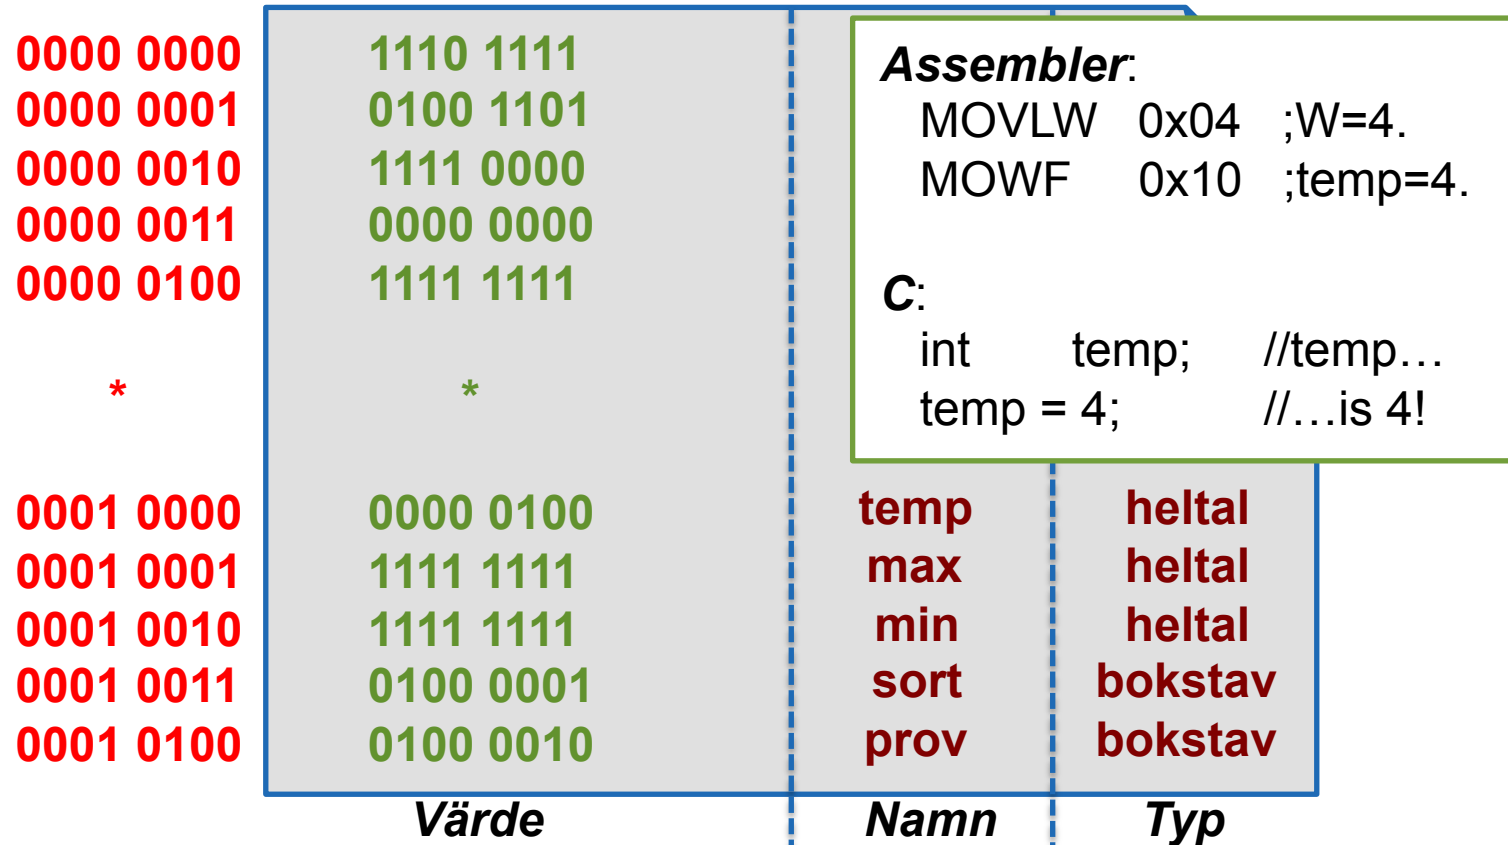 0000 0000 1110 1111
0000 0001 0100 1101
0000 0010 1111 0000
0000 0011 0000 0000
0000 0100 1111 1111
* *
0001 0000 0000 0100 temp heltal
0001 0001 1111 1111 max heltal
0001 0010 1111 1111 min heltal
0001 0011 0100 0001 sort bokstav
0001 0100 0100 0010 prov bokstav
Värde Namn Typ
Assembler:
MOVLW 0x04 ;W=4.
MOWF 0x10 ;temp=4.
C:
int temp; //temp…
temp = 4; //…is 4!